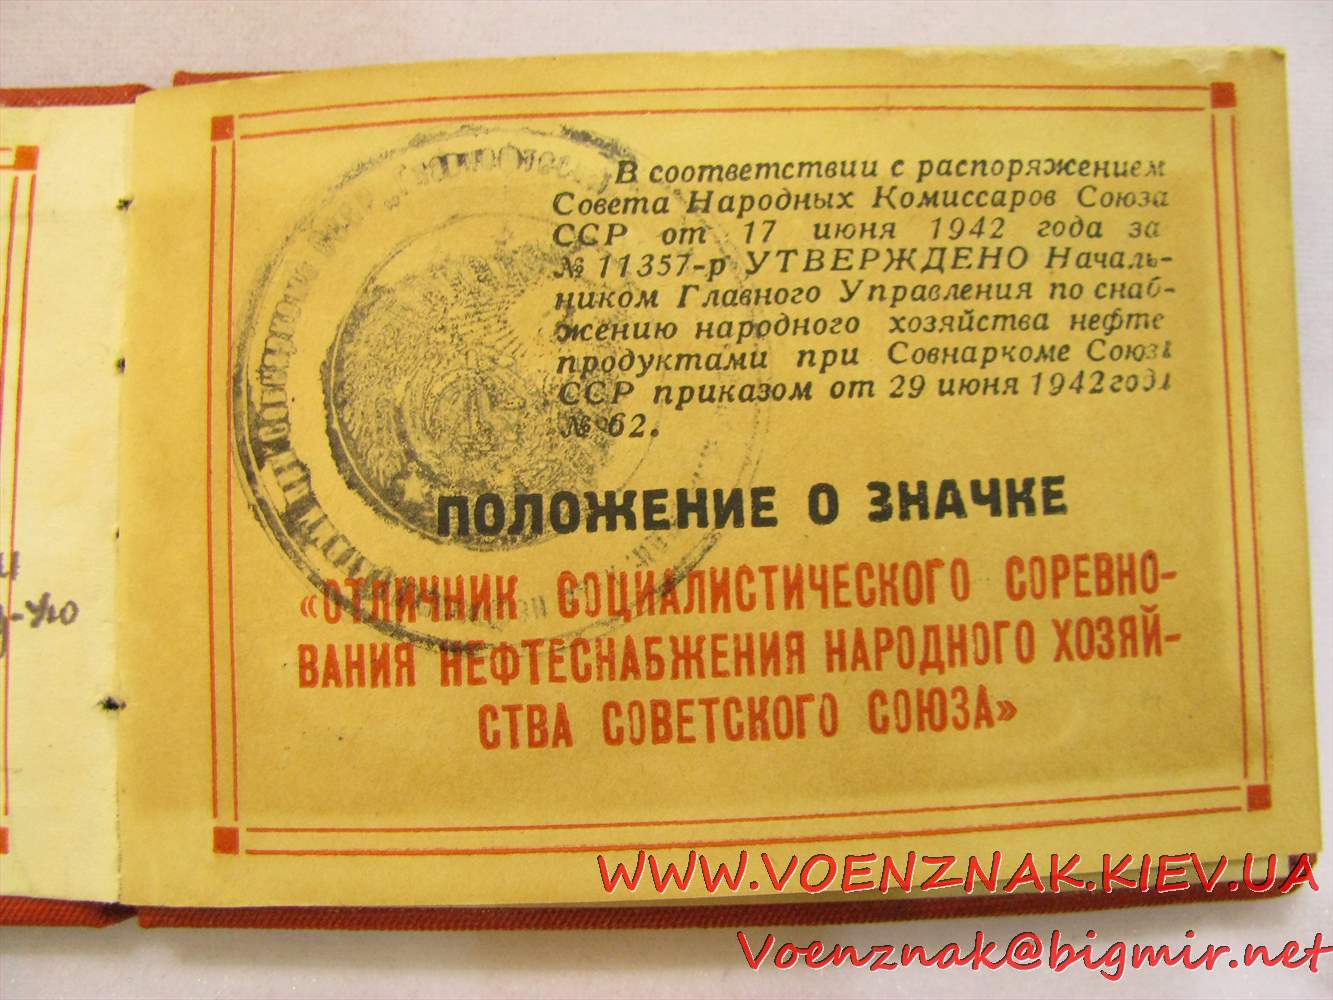 В соответствии с распоряжением
Совета Народных Комиссаров Союза
ССР от 17 июня 1942 года за
№ 11357-р УТВЕРЖДЕНО Началь-
ником Главного Управления по снаб-
жению народного хозяйства нефте
продуктами при Совнаркоме Союза
ССР приказом от 29 июня 1942 года
№ 62.
ПОЛОЖЕНИЕ О ЗНАЧКЕ
«ОТЛИЧНИК СОЦИАЛИСТИЧЕСКОГО СОРЕВНО-
ВАНИЯ НЕФТЕСНАБЖЕНИЯ НАРОДНОГО ХОЗЯЙ-
СТВА СОВЕТСКОГО СОЮЗА»
WWW.VOENZNAK.KIEV.UA
Voenznak@bigmir.net